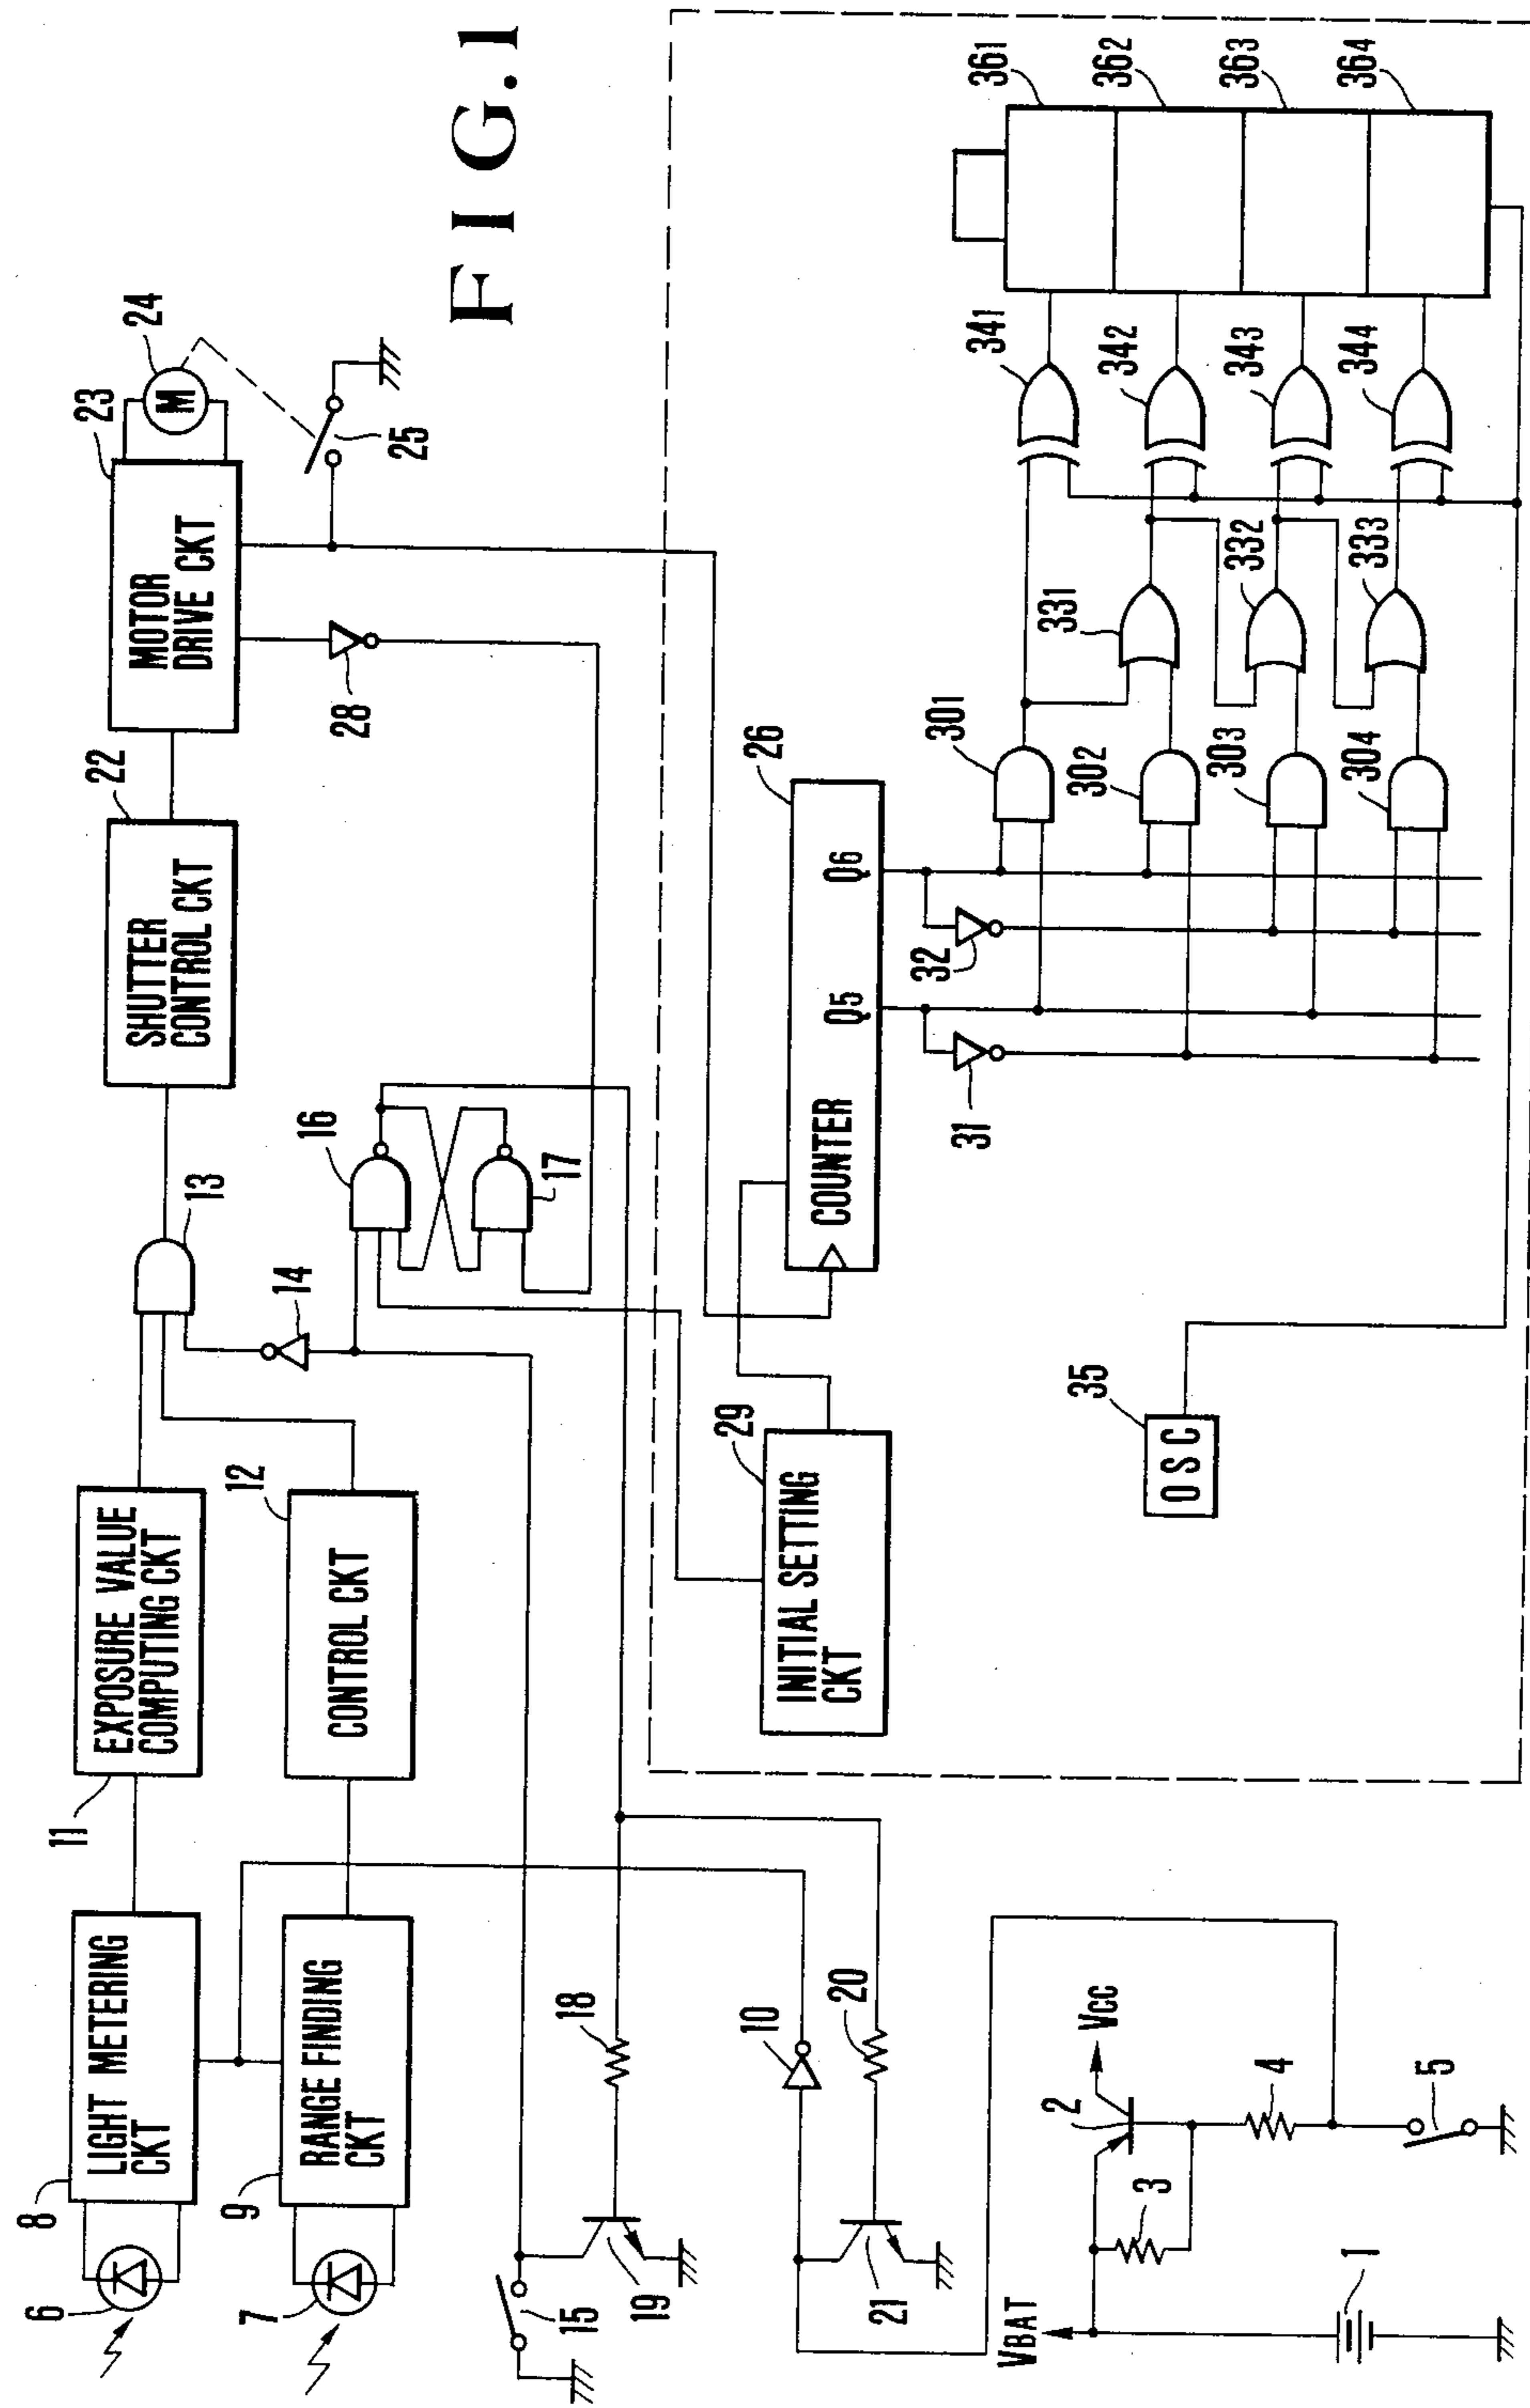 FIG.1
6
7
8
LIGHT METERING
CKT
9
RANGE FINDING
CKT
11
EXPOSURE VALUE
COMPUTING CKT
12
CONTROL CKT
13
14
15
16
17
18
19
10
20
21
22
SHUTTER
CONTROL CKT
23
MOTOR
DRIVE CKT
24
M
25
28
29
INITIAL SETTING
CKT
26
COUNTER
Q5
Q6
31
32
301
302
303
304
331
332
333
341
342
343
344
361
362
363
364
35
OSC
VBAT
1
2
3
4
5
VCC